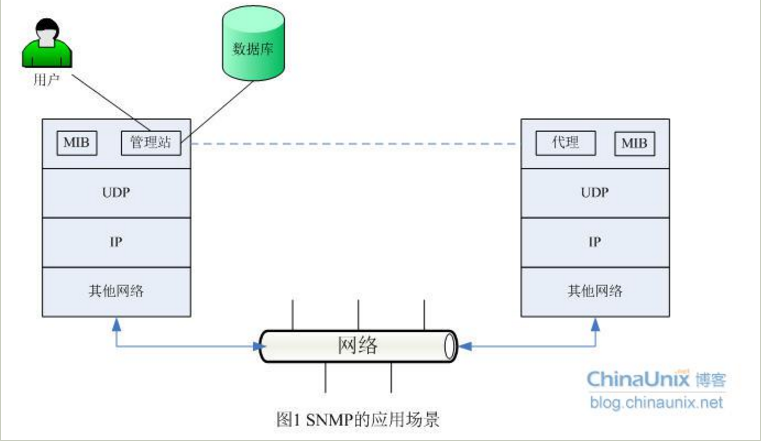 数据库
用户
MIB
管理站
代理
MIB
UDP
UDP
IP
IP
其他网络
其他网络
网络
ChinaUnix.net 博客
blog.chinaunix.net
图1 SNMP的应用场景